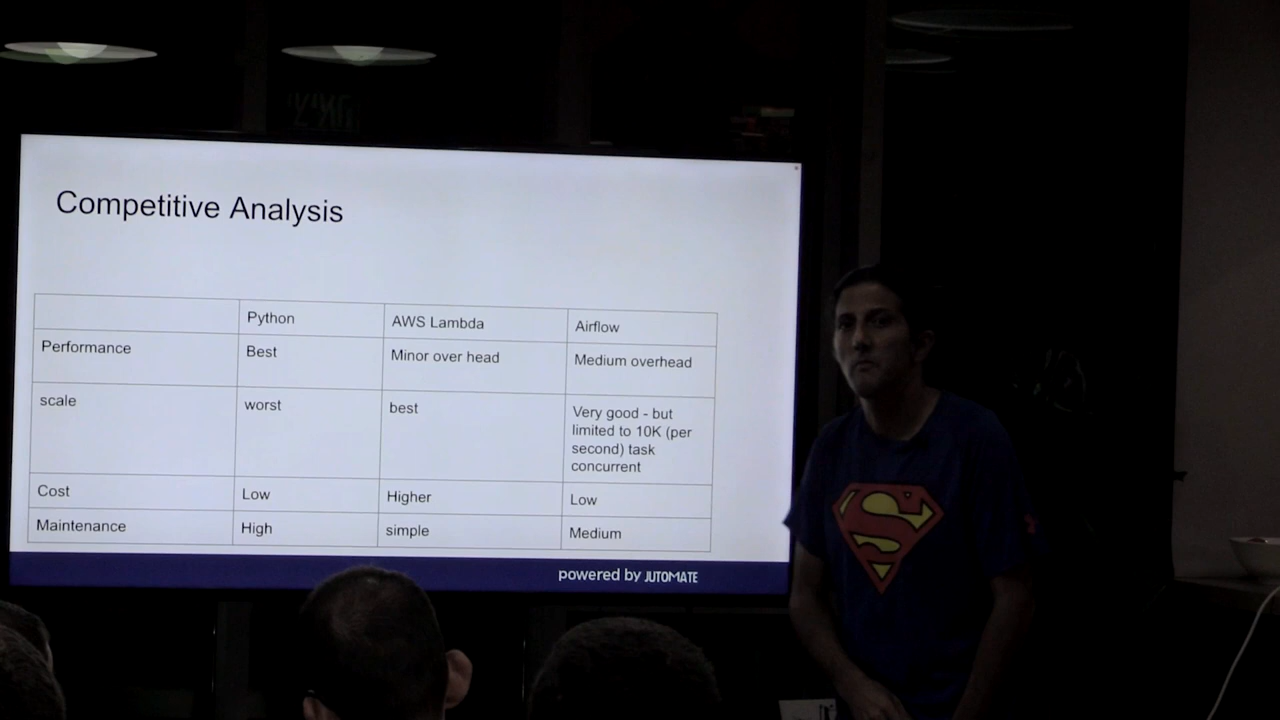 Competitive Analysis
Python AWS Lambda Airflow
Performance Best Minor over head Medium overhead
scale worst best Very good - but
limited to 10K (per
second) task
concurrent
Cost Low Higher Low
Maintenance High simple Medium
powered by JUTOMATE
S